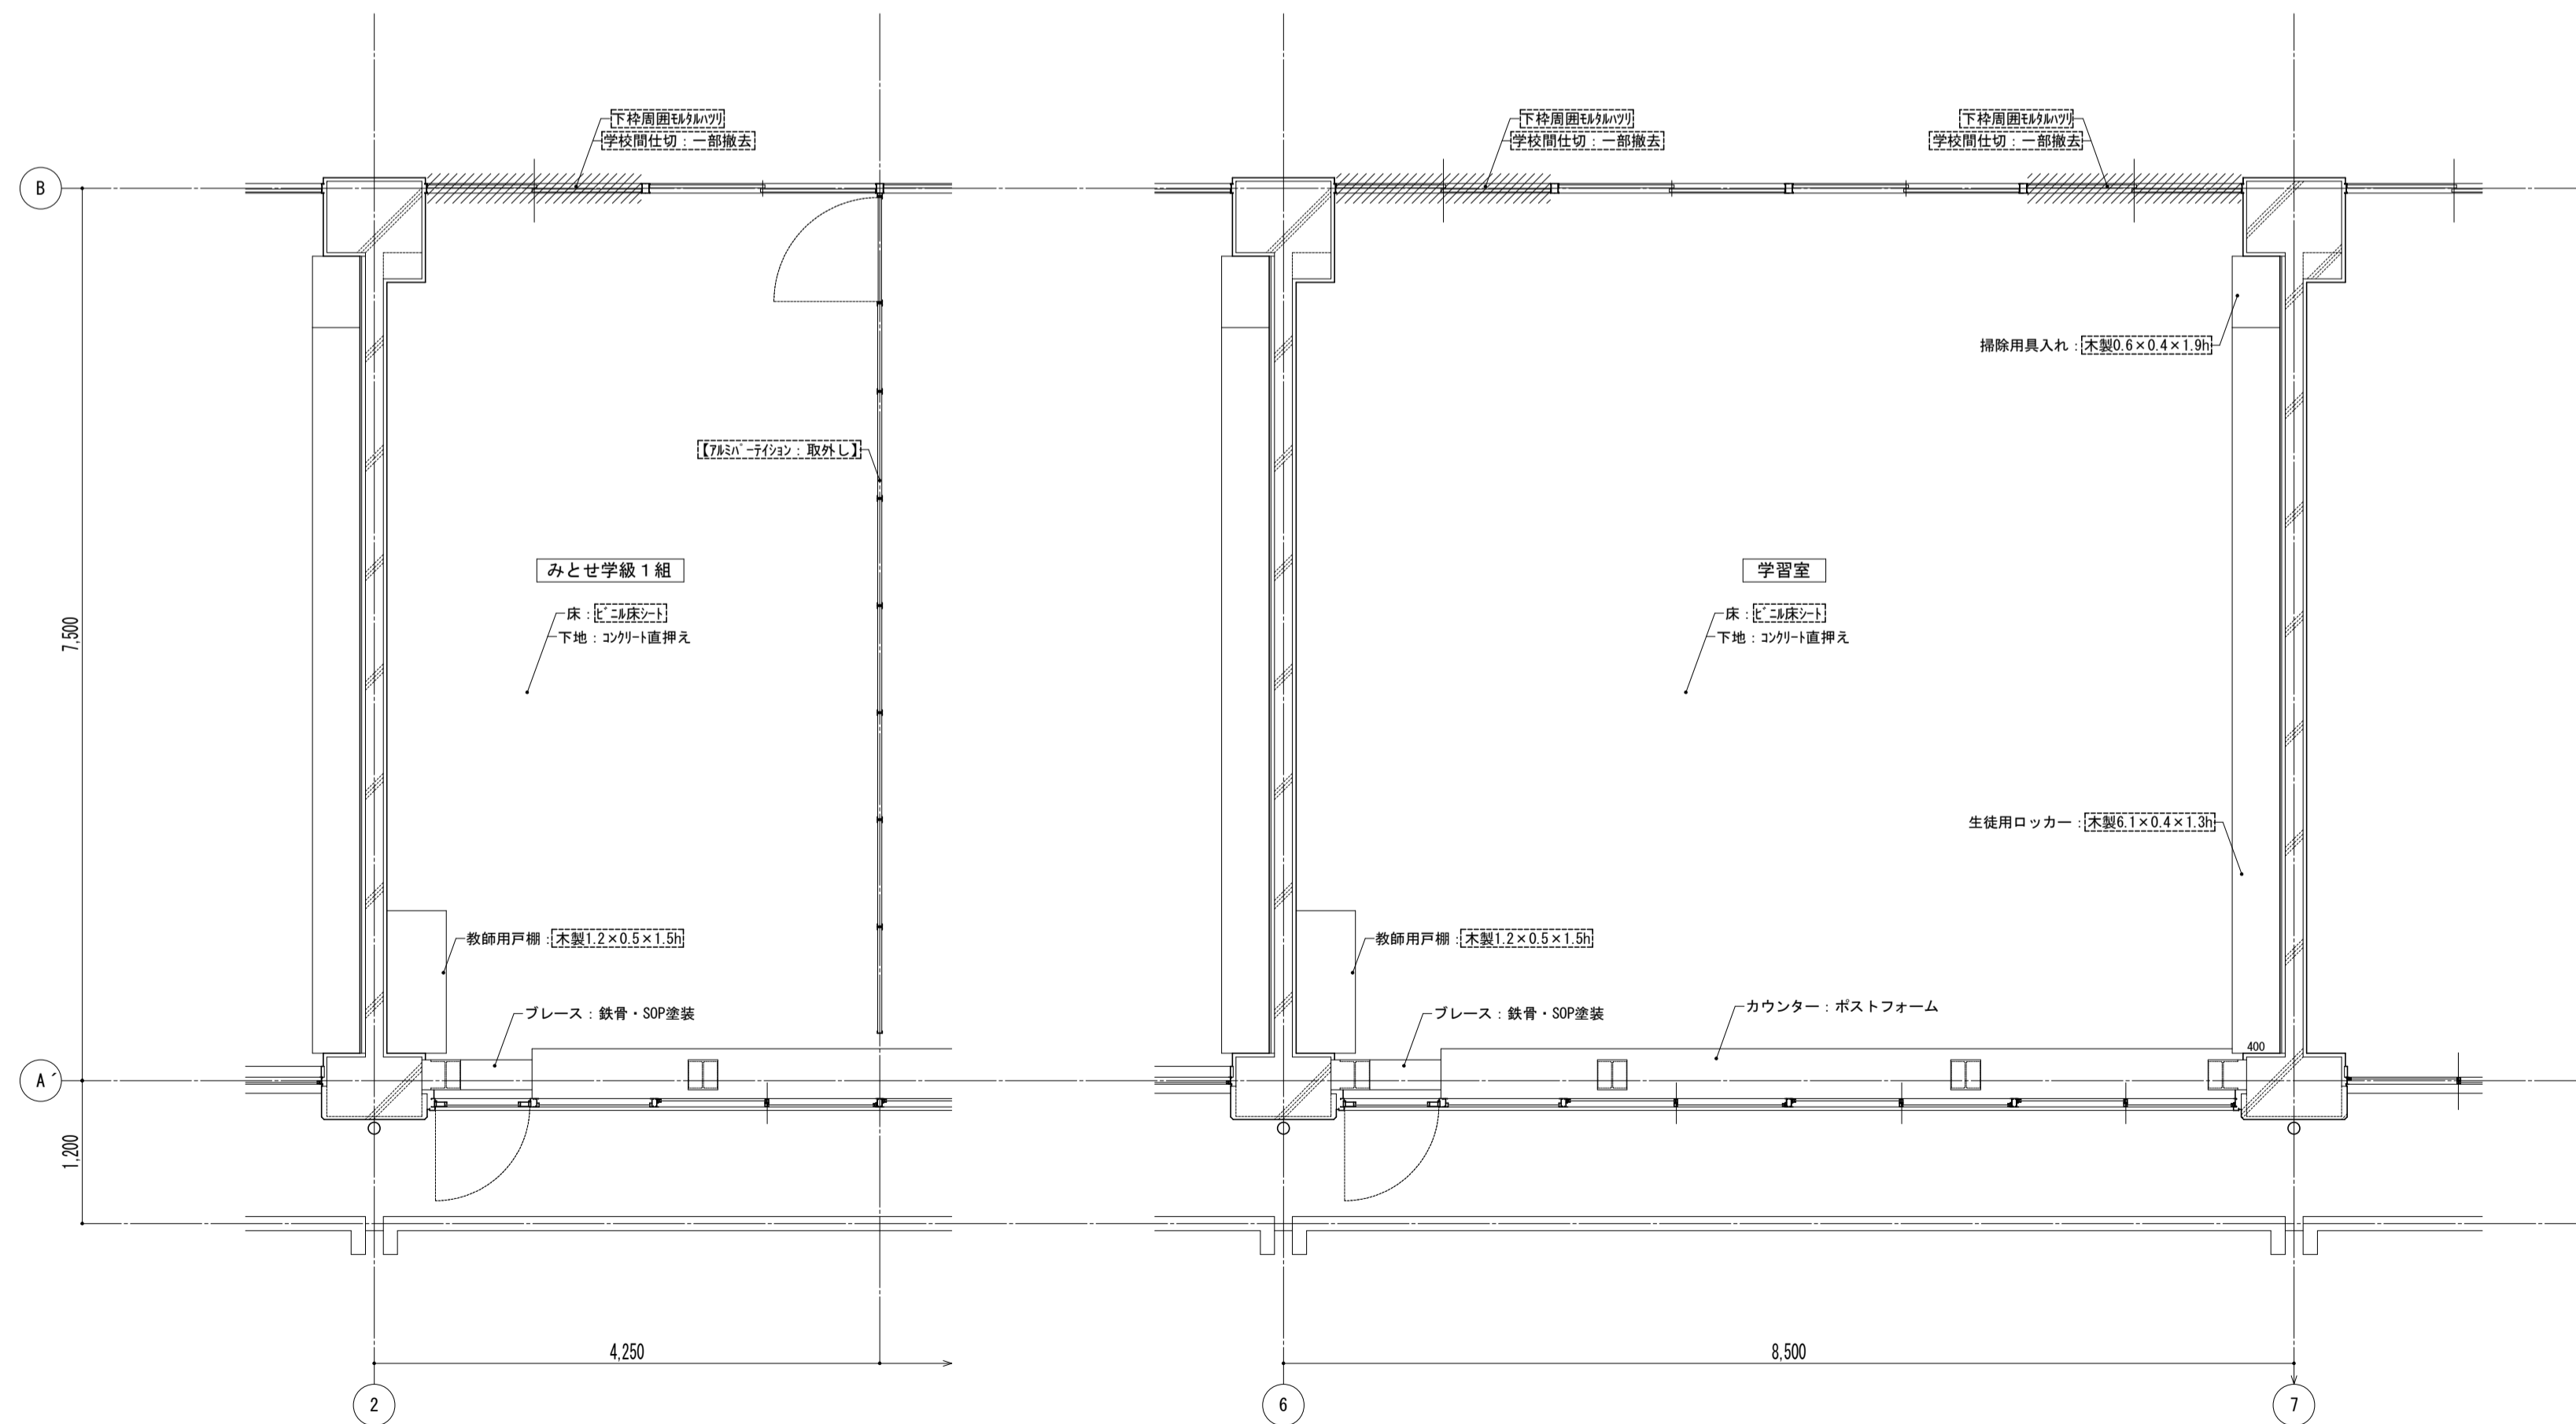 下枠周囲ﾓﾙﾀﾙﾊﾂﾘ
学校間仕切：一部撤去
下枠周囲ﾓﾙﾀﾙﾊﾂﾘ
学校間仕切：一部撤去
下枠周囲ﾓﾙﾀﾙﾊﾂﾘ
学校間仕切：一部撤去
B
掃除用具入れ：木製0.6×0.4×1.9h
【ｱﾙﾐﾊﾟｰﾃｲｼｮﾝ：取外し】
みとせ学級１組
学習室
床：ﾋﾞﾆﾙ床ｼｰﾄ
下地：ｺﾝｸﾘｰﾄ直押え
床：ﾋﾞﾆﾙ床ｼｰﾄ
下地：ｺﾝｸﾘｰﾄ直押え
7,500
生徒用ロッカー：木製6.1×0.4×1.3h
教師用戸棚：木製1.2×0.5×1.5h
教師用戸棚：木製1.2×0.5×1.5h
ブレース：鉄骨・SOP塗装
ブレース：鉄骨・SOP塗装
カウンター：ポストフォーム
400
A´
1,200
4,250
8,500
2
6
7